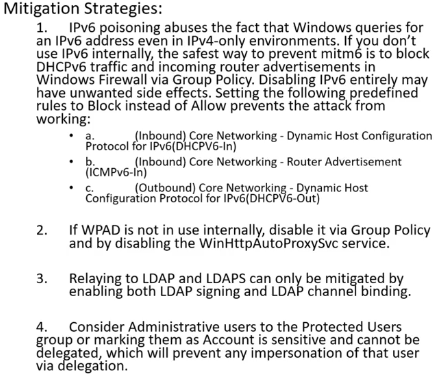 Mitigation Strategies:
1. IPv6 poisoning abuses the fact that Windows queries for
an IPv6 address even in IPv4-only environments. If you don't
use IPv6 internally, the safest way to prevent mitm6 is to block
DHCPv6 traffic and incoming router advertisements in
Windows Firewall via Group Policy. Disabling IPv6 entirely may
have unwanted side effects. Setting the following predefined
rules to Block instead of Allow prevents the attack from
working:
• a. (Inbound) Core Networking - Dynamic Host Configuration
Protocol for IPv6(DHCPV6-In)
• b. (Inbound) Core Networking - Router Advertisement
(ICMPv6-In)
• c. (Outbound) Core Networking - Dynamic Host
Configuration Protocol for IPv6(DHCPV6-Out)
2. If WPAD is not in use internally, disable it via Group Policy
and by disabling the WinHttpAutoProxySvc service.
3. Relaying to LDAP and LDAPS can only be mitigated by
enabling both LDAP signing and LDAP channel binding.
4. Consider Administrative users to the Protected Users
group or marking them as Account is sensitive and cannot be
delegated, which will prevent any impersonation of that user
via delegation.